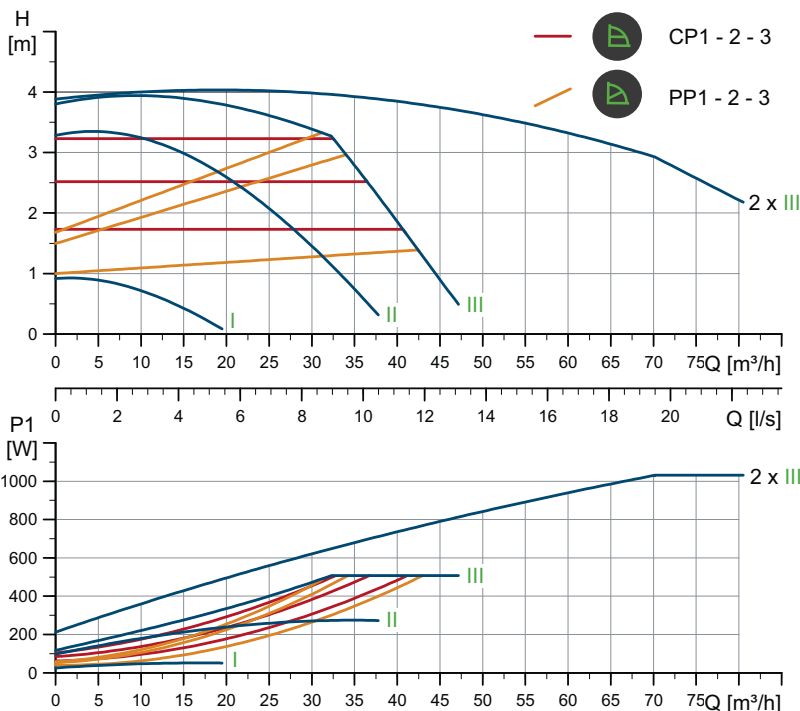 H
[m]
CP1 - 2 - 3
PP1 - 2 - 3
4
3
2
1
0
2 x III
III
II
I
0 5 10 15 20 25 30 35 40 45 50 55 60 65 70 75 Q [m³/h]
0 2 4 6 8 10 12 14 16 18 20 Q [l/s]
P1
[W]
1000
800
600
400
200
0
2 x III
III
II
I
0 5 10 15 20 25 30 35 40 45 50 55 60 65 70 75 Q [m³/h]